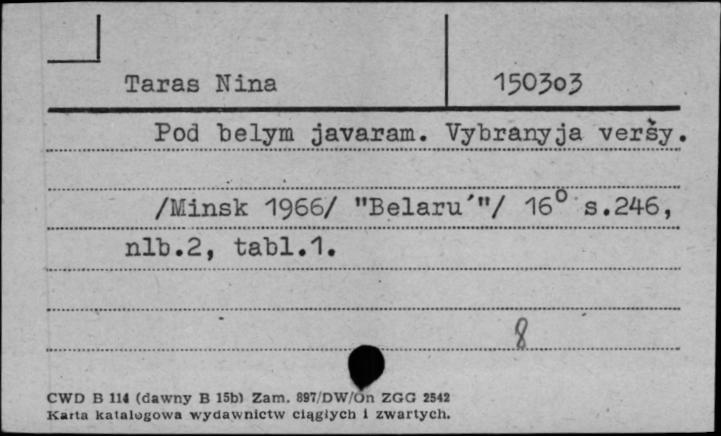 Taras Nina 150303
Pod belym javaram. Vybranyja veršy.
/Minsk 1966/ "Belaru´"/ 16° s.246,
nlb.2, tabl.1.
8
CWD B 114 (dawny B 15b) Zam. 897/DW/On ZGG 2542
Karta katalogowa wydawnictw ciągłych i zwartych.